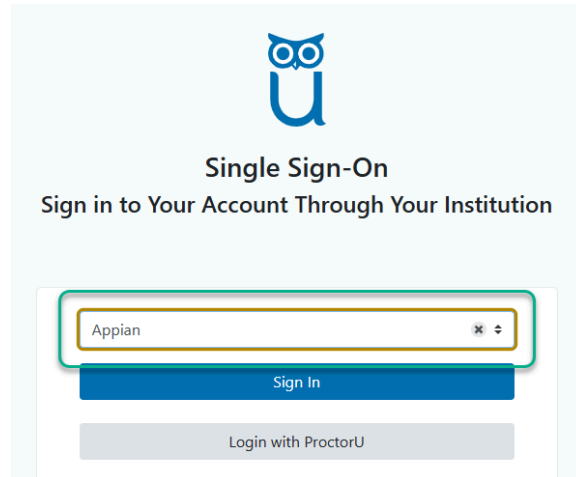 Single Sign-On
Sign in to Your Account Through Your Institution
Appian
Sign In
Login with ProctorU